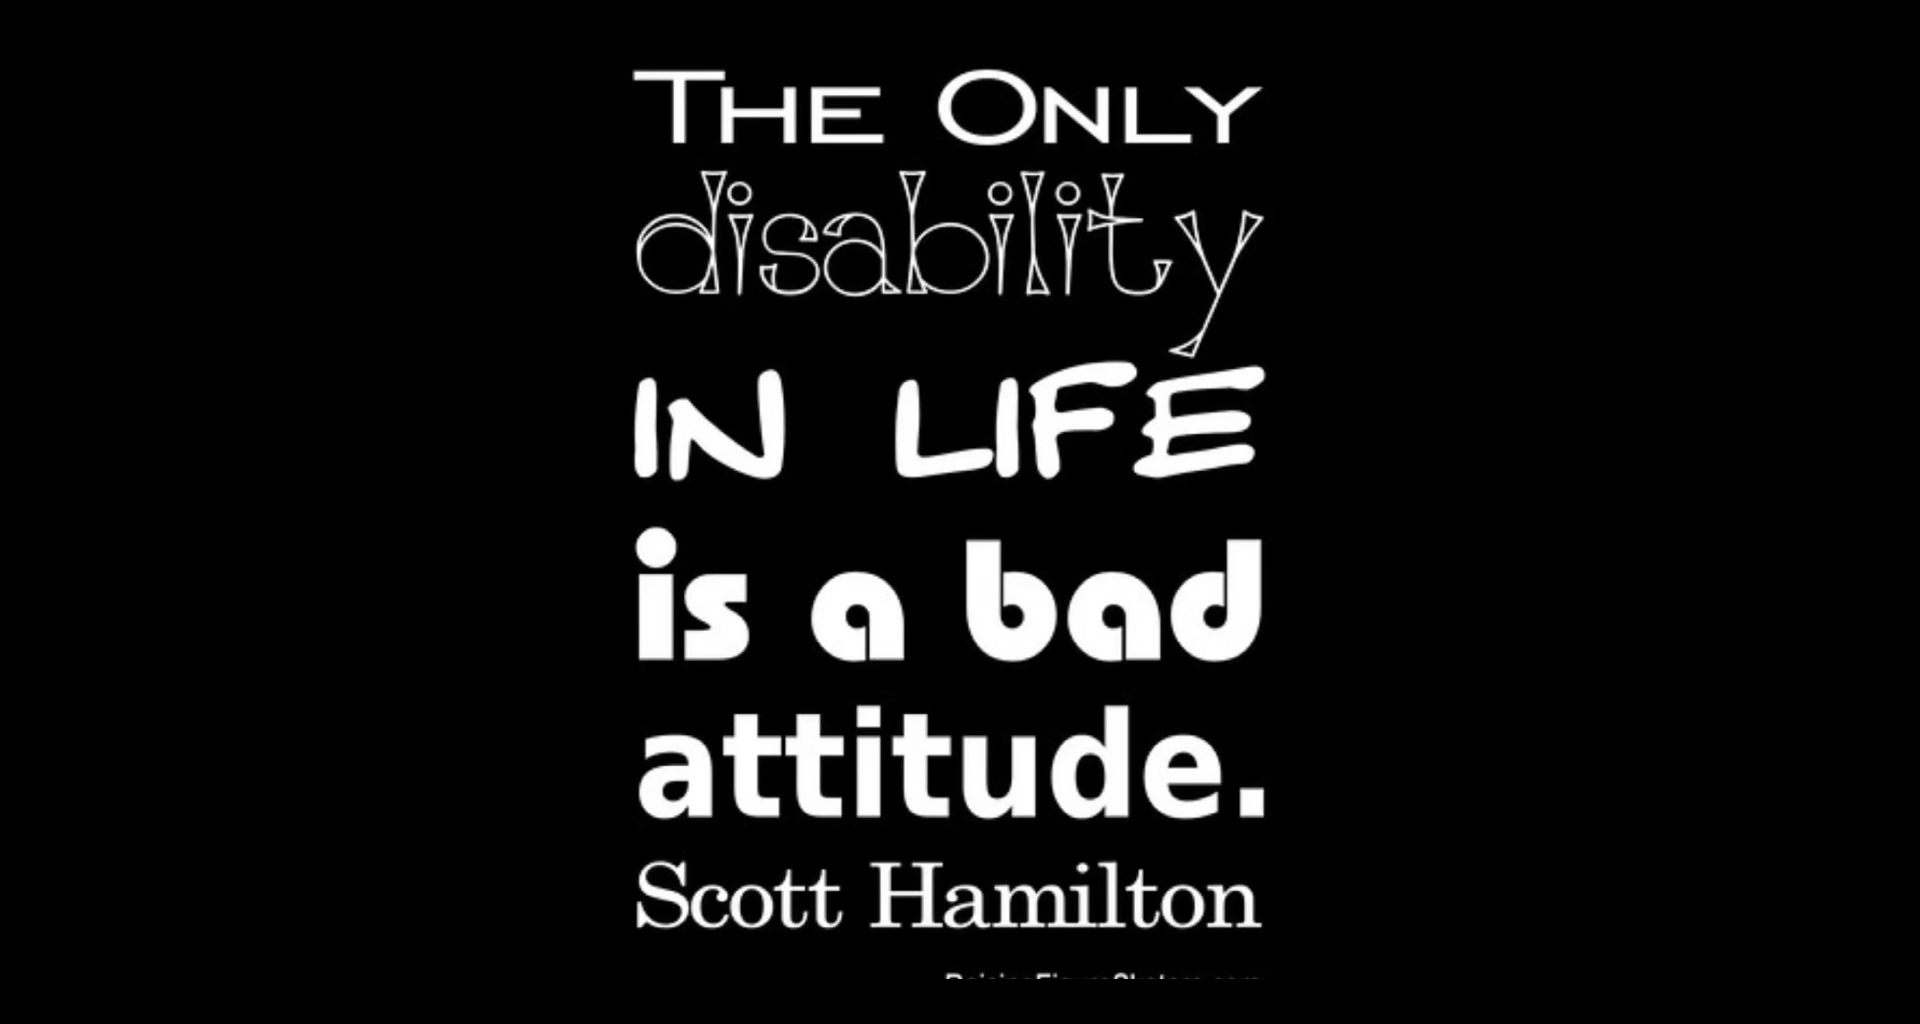 The Only
disability
IN LIFE
is a bad
attitude.
Scott Hamilton